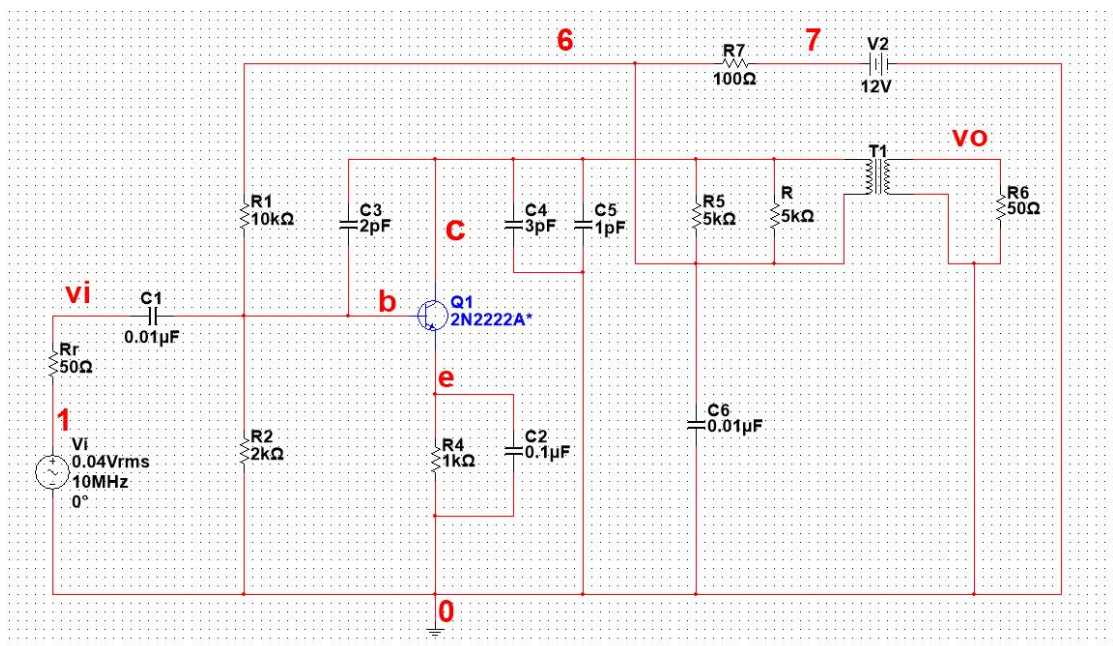 6
7
V2
12V
R7
100Ω
T1
vo
R1
10kΩ
C3
2pF
C
C4
3pF
C5
1pF
R5
5kΩ
R
5kΩ
R6
50Ω
vi
C1
0.01µF
b
Q1
2N2222A*
Rr
50Ω
e
1
Vi
0.04Vrms
10MHz
0°
R2
2kΩ
R4
1kΩ
C2
0.1µF
C6
0.01µF
0